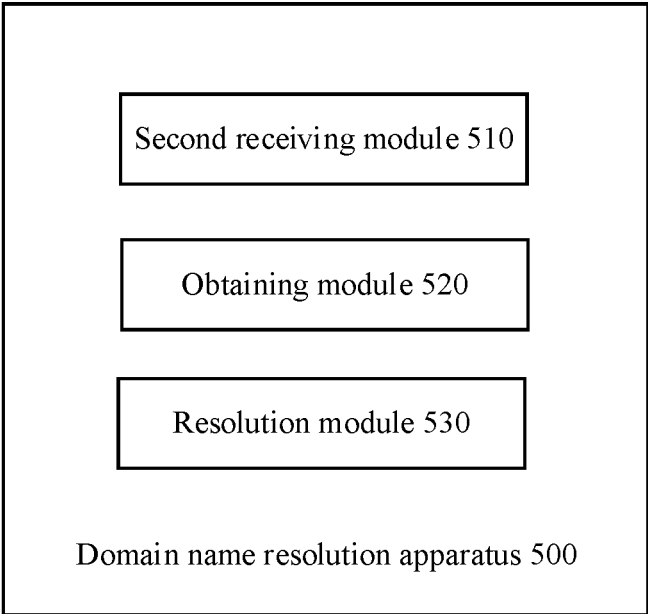 Second receiving module 510
Obtaining module 520
Resolution module 530
Domain name resolution apparatus 500